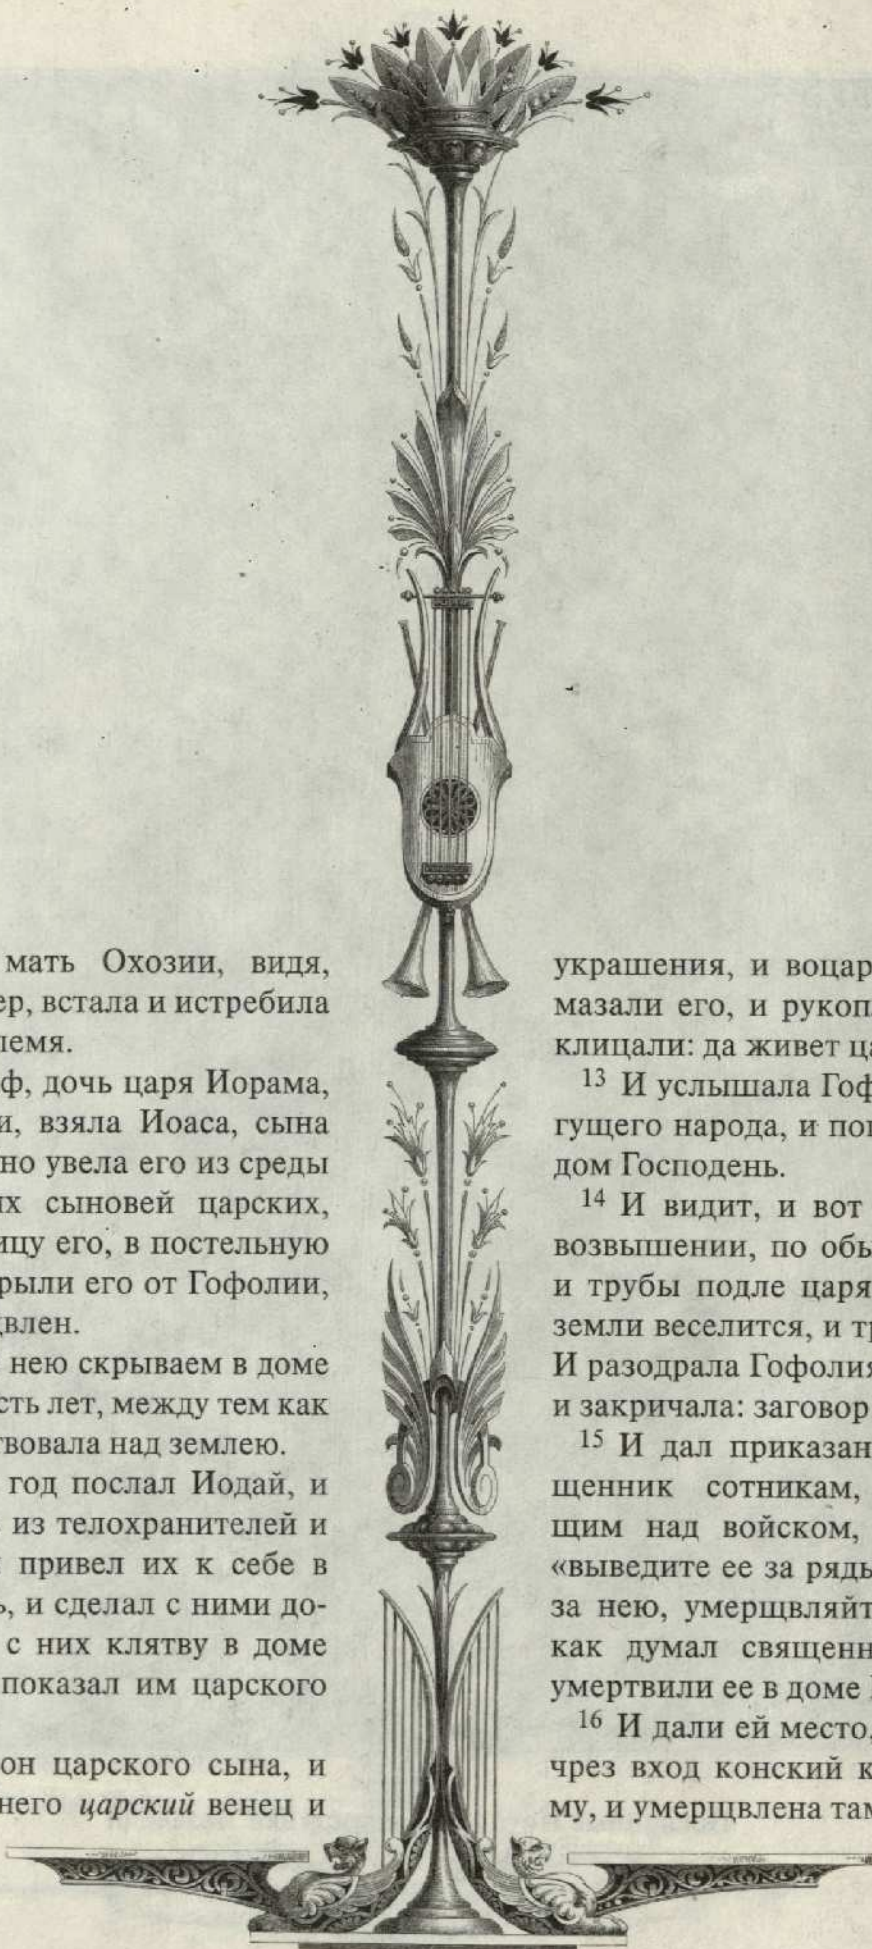 мать Охозии, видя,
ер, встала и истребила
лемя.
ф, дочь царя Иорама,
и, взяла Иоаса, сына
но увела его из среды
их сыновей царских,
ицу его, в постельную
рыли его от Гофолии,
влен.
нею скрываем в доме
сть лет, между тем как
твовала над землею.
год послал Иодай, и
из телохранителей и
привел их к себе в
ь, и сделал с ними до-
с них клятву в доме
показал им царского
он царского сына, и
него царский венец и
украшения, и воцар
мазали его, и рукоп
клицали: да живет ца
13 И услышала Гоф
гущего народа, и по
дом Господень.
14 И видит, и вот
возвышении, по обы
и трубы подле царя
земли веселится, и тр
И разодрала Гофолия
и закричала: заговор
15 И дал приказан
щенник сотникам,
щим над войском,
«выведите ее за ряды
за нею, умерщвляйт
как думал священн
умертвили ее в доме
16 И дали ей место,
чрез вход конский к
му, и умерщвлена там